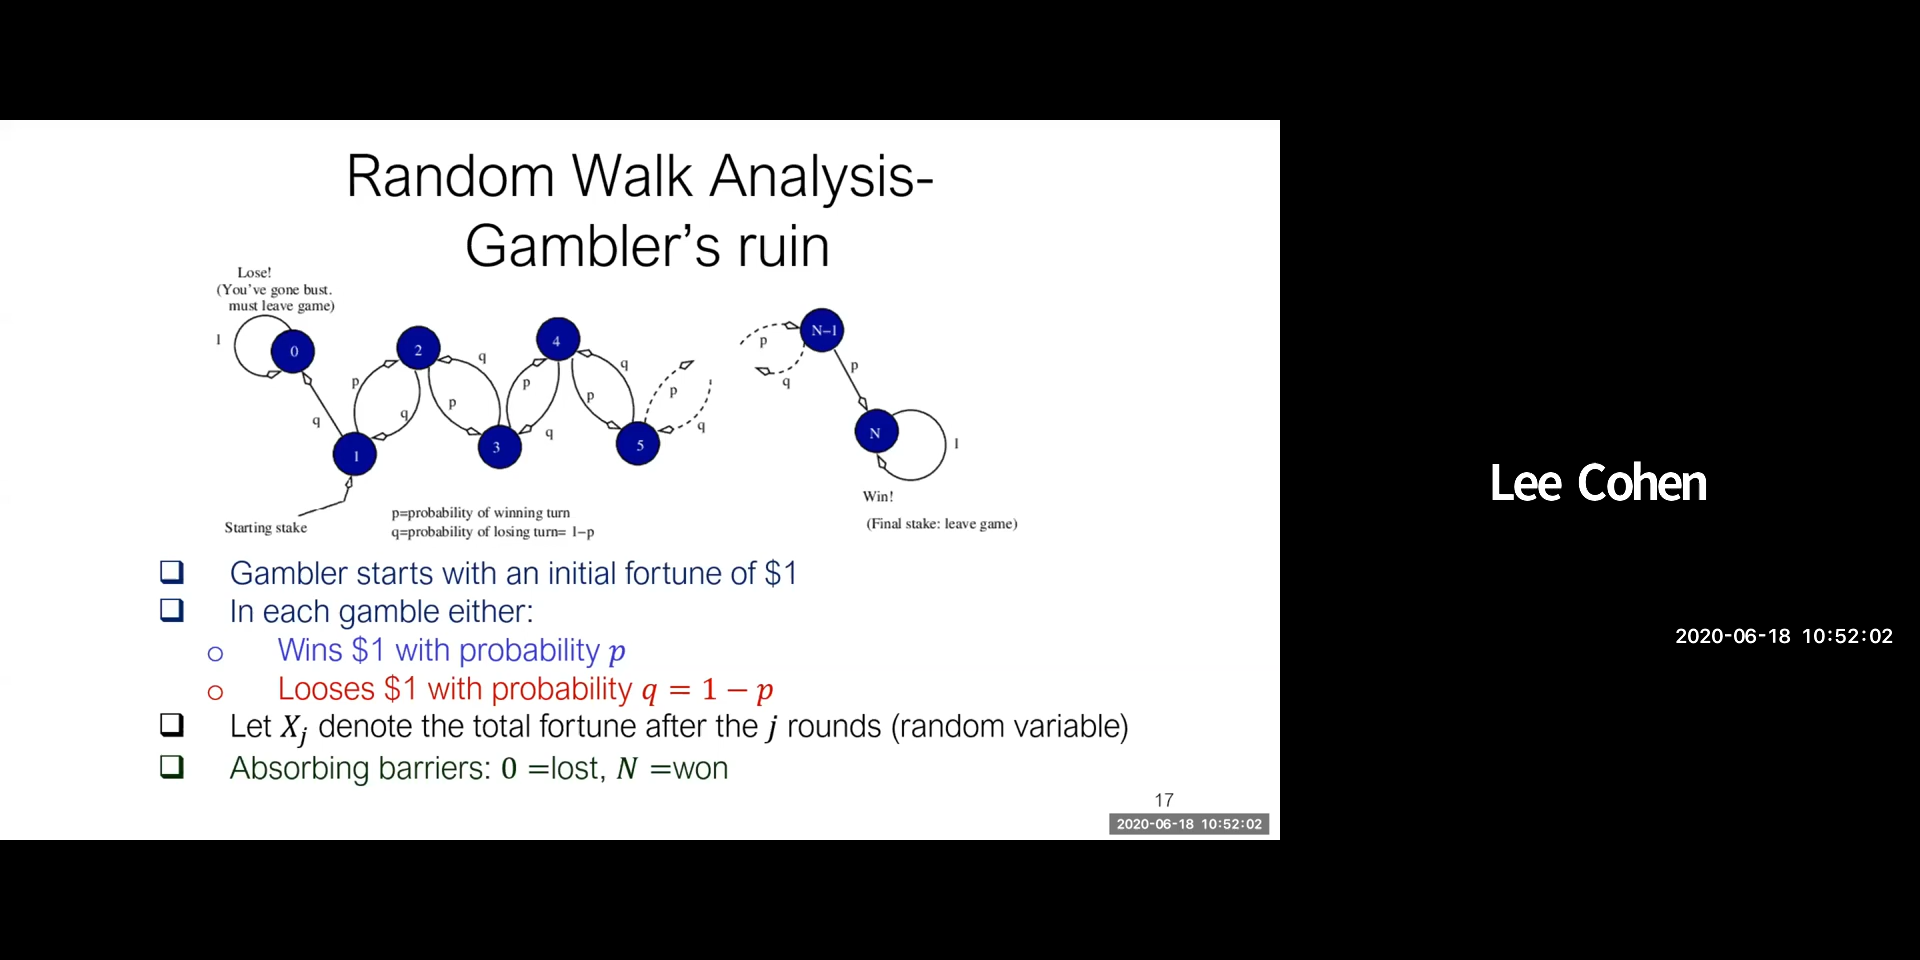 Random Walk Analysis-
Gambler's ruin
Lose!
(You've gone bust.
must leave game)
1
0
q
p
2
q
q
p
4
p
q
q
p
p
q
p
q
N-1
p
N
1
1
3
5
Win!
(Final stake: leave game)
Starting stake
p=probability of winning turn
q=probability of losing turn= 1-p
❑ Gambler starts with an initial fortune of $1
❑ In each gamble either:
o Wins $1 with probability p
o Looses $1 with probability q = 1 − p
❑ Let X_j denote the total fortune after the j rounds (random variable)
❑ Absorbing barriers: 0 =lost, N =won
17
2020-06-18 10:52:02
Lee Cohen
2020-06-18 10:52:02